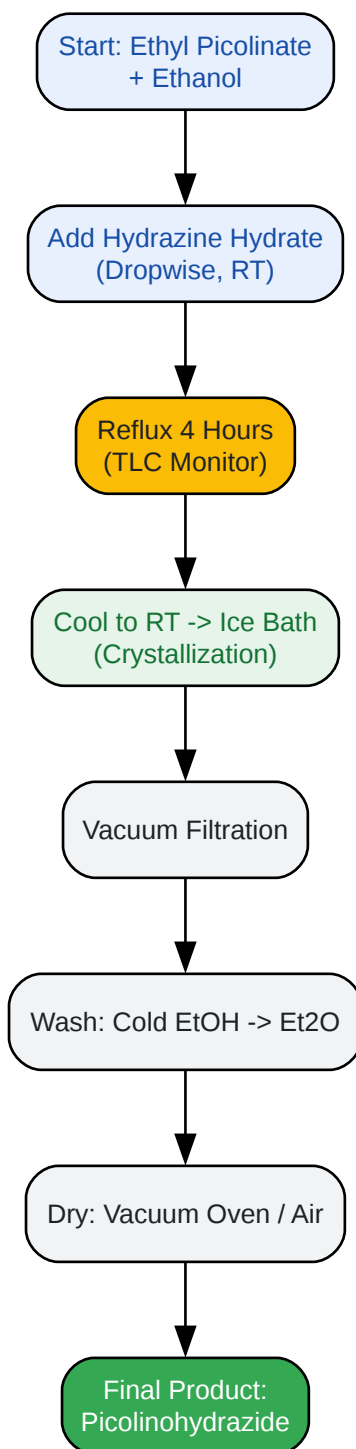 Start: Ethyl Picolinate
+ Ethanol
Add Hydrazine Hydrate
(Dropwise, RT)
Reflux 4 Hours
(TLC Monitor)
Cool to RT -> Ice Bath
(Crystallization)
Vacuum Filtration
Wash: Cold EtOH -> Et2O
Dry: Vacuum Oven / Air
Final Product:
Picolinohydrazide